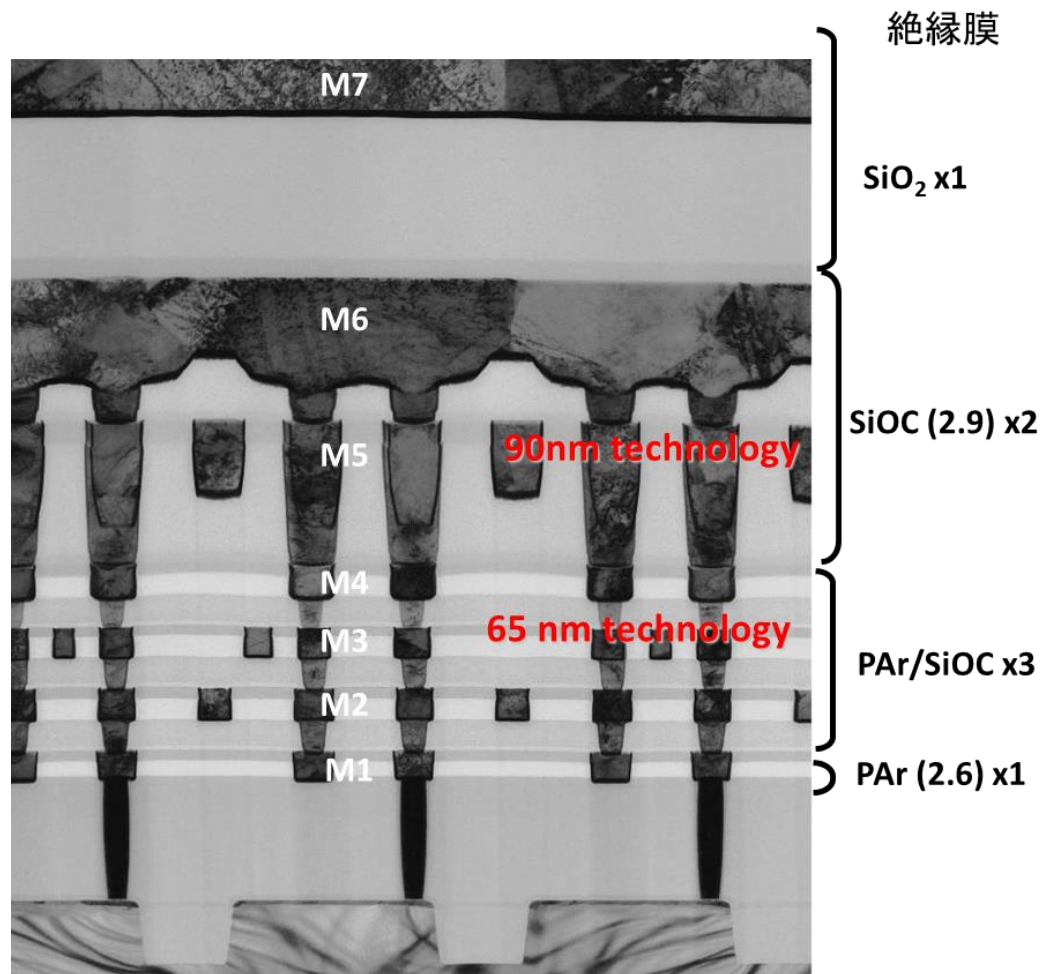 絶縁膜
M7
SiO₂ x1
M6
SiOC (2.9) x2
90nm technology
M5
M4
65 nm technology
M3
PAr/SiOC x3
M2
M1
PAr (2.6) x1